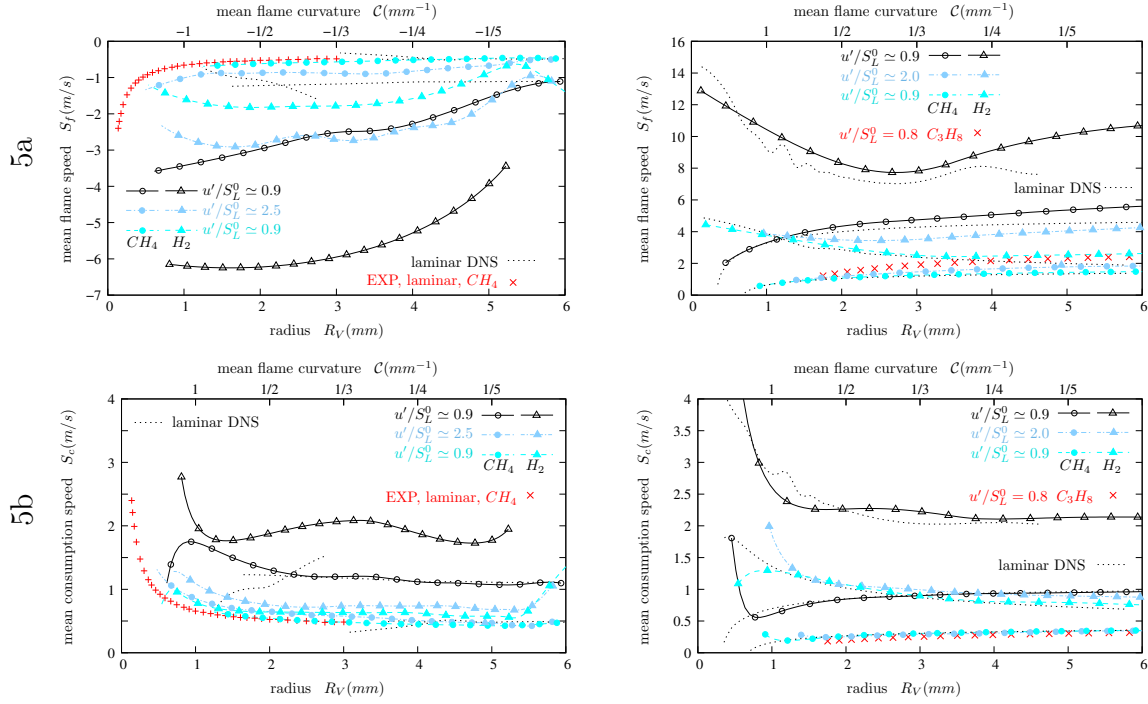 5a
mean flame curvature C(mm⁻¹)
−1 −1/2 −1/3 −1/4 −1/5
mean flame speed S_f(m/s)
0
−1
−2
−3
−4
−5
−6
−7
u′/S_L^0 ≃ 0.9
u′/S_L^0 ≃ 2.5
u′/S_L^0 ≃ 0.9
CH₄ H₂
laminar DNS
EXP, laminar, CH₄
0 1 2 3 4 5 6
radius R_V(mm)
mean flame curvature C(mm⁻¹)
1 1/2 1/3 1/4 1/5
mean flame speed S_f(m/s)
16
14
12
10
8
6
4
2
0
u′/S_L^0 ≃ 0.9
u′/S_L^0 ≃ 2.0
u′/S_L^0 ≃ 0.9
CH₄ H₂
u′/S_L^0 = 0.8 C₃H₈
laminar DNS
0 1 2 3 4 5 6
radius R_V(mm)
5b
mean flame curvature C(mm⁻¹)
1 1/2 1/3 1/4 1/5
mean consumption speed S_c(m/s)
4
3
2
1
0
laminar DNS
u′/S_L^0 ≃ 0.9
u′/S_L^0 ≃ 2.5
u′/S_L^0 ≃ 0.9
CH₄ H₂
EXP, laminar, CH₄
0 1 2 3 4 5 6
radius R_V(mm)
mean flame curvature C(mm⁻¹)
1 1/2 1/3 1/4 1/5
mean consumption speed S_c(m/s)
4
3.5
3
2.5
2
1.5
1
0.5
0
u′/S_L^0 ≃ 0.9
u′/S_L^0 ≃ 2.0
u′/S_L^0 ≃ 0.9
CH₄ H₂
u′/S_L^0 = 0.8 C₃H₈
laminar DNS
0 1 2 3 4 5 6
radius R_V(mm)